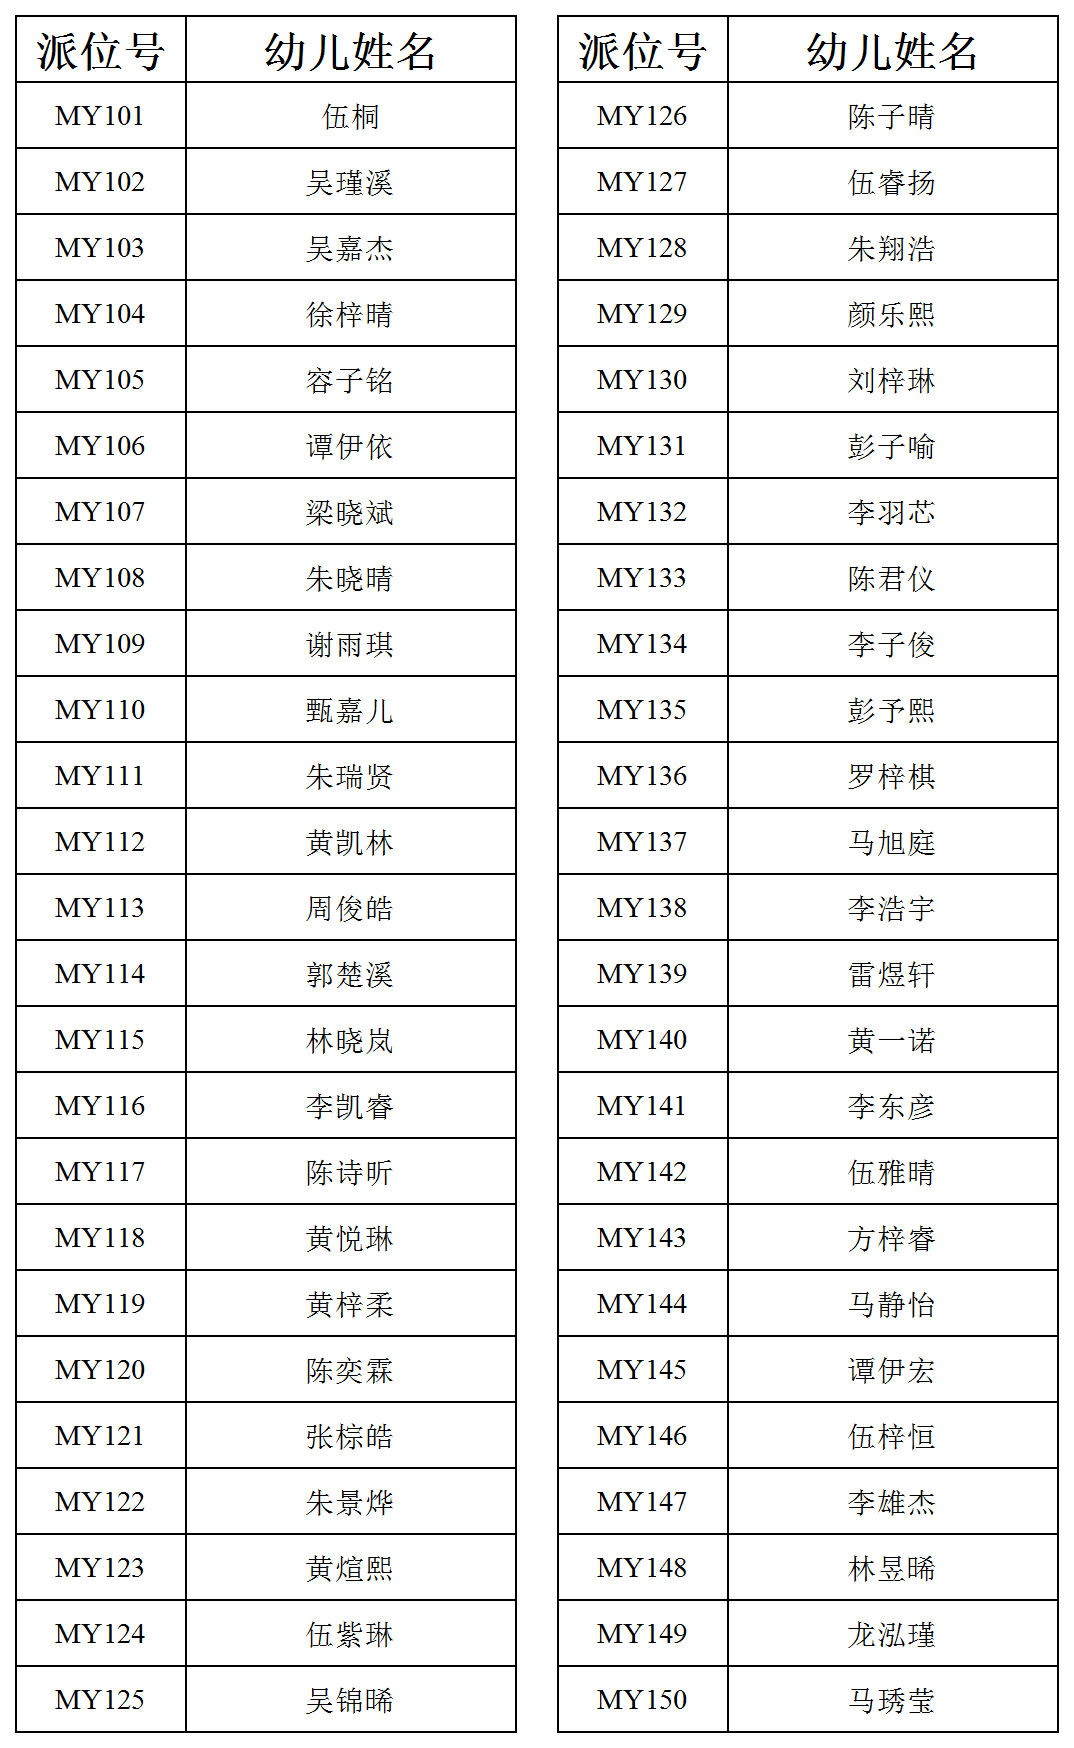 派位号 幼儿姓名
MY101 伍桐
MY102 吴瑾溪
MY103 吴嘉杰
MY104 徐梓晴
MY105 容子铭
MY106 谭伊依
MY107 梁晓斌
MY108 朱晓晴
MY109 谢雨琪
MY110 甄嘉儿
MY111 朱瑞贤
MY112 黄凯林
MY113 周俊皓
MY114 郭楚溪
MY115 林晓岚
MY116 李凯睿
MY117 陈诗昕
MY118 黄悦琳
MY119 黄梓柔
MY120 陈奕霖
MY121 张棕皓
MY122 朱景烨
MY123 黄煊熙
MY124 伍紫琳
MY125 吴锦晞
派位号 幼儿姓名
MY126 陈子晴
MY127 伍睿扬
MY128 朱翔浩
MY129 颜乐熙
MY130 刘梓琳
MY131 彭子喻
MY132 李羽芯
MY133 陈君仪
MY134 李子俊
MY135 彭予熙
MY136 罗梓棋
MY137 马旭庭
MY138 李浩宇
MY139 雷煜轩
MY140 黄一诺
MY141 李东彦
MY142 伍雅晴
MY143 方梓睿
MY144 马静怡
MY145 谭伊宏
MY146 伍梓恒
MY147 李雄杰
MY148 林昱晞
MY149 龙泓瑾
MY150 马琇莹